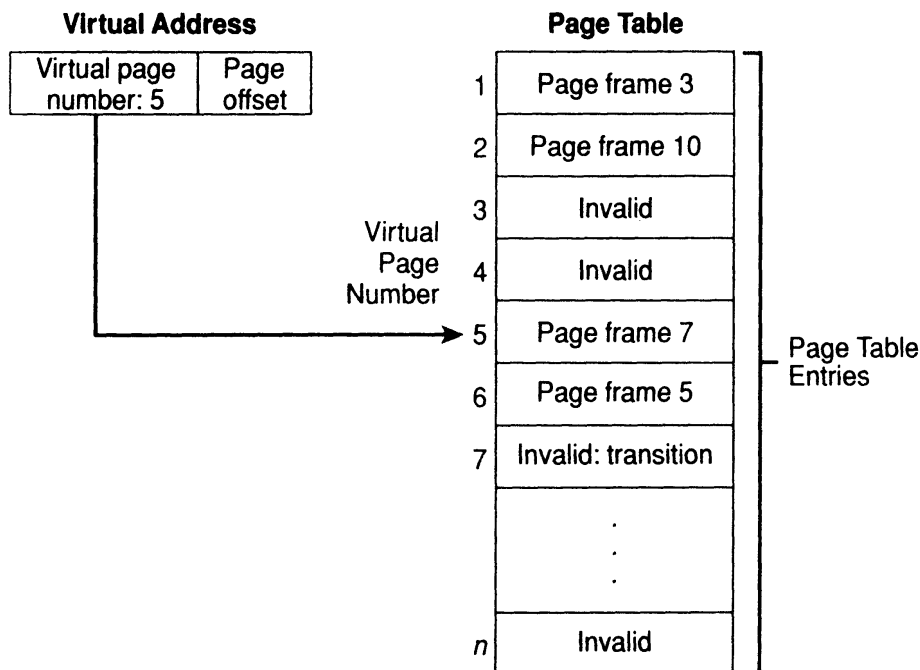 Virtual Address
Virtual page
number: 5
Page
offset
Virtual
Page
Number
Page Table
1 Page frame 3
2 Page frame 10
3 Invalid
4 Invalid
5 Page frame 7
6 Page frame 5
7 Invalid: transition
.
.
.
n Invalid
Page Table
Entries